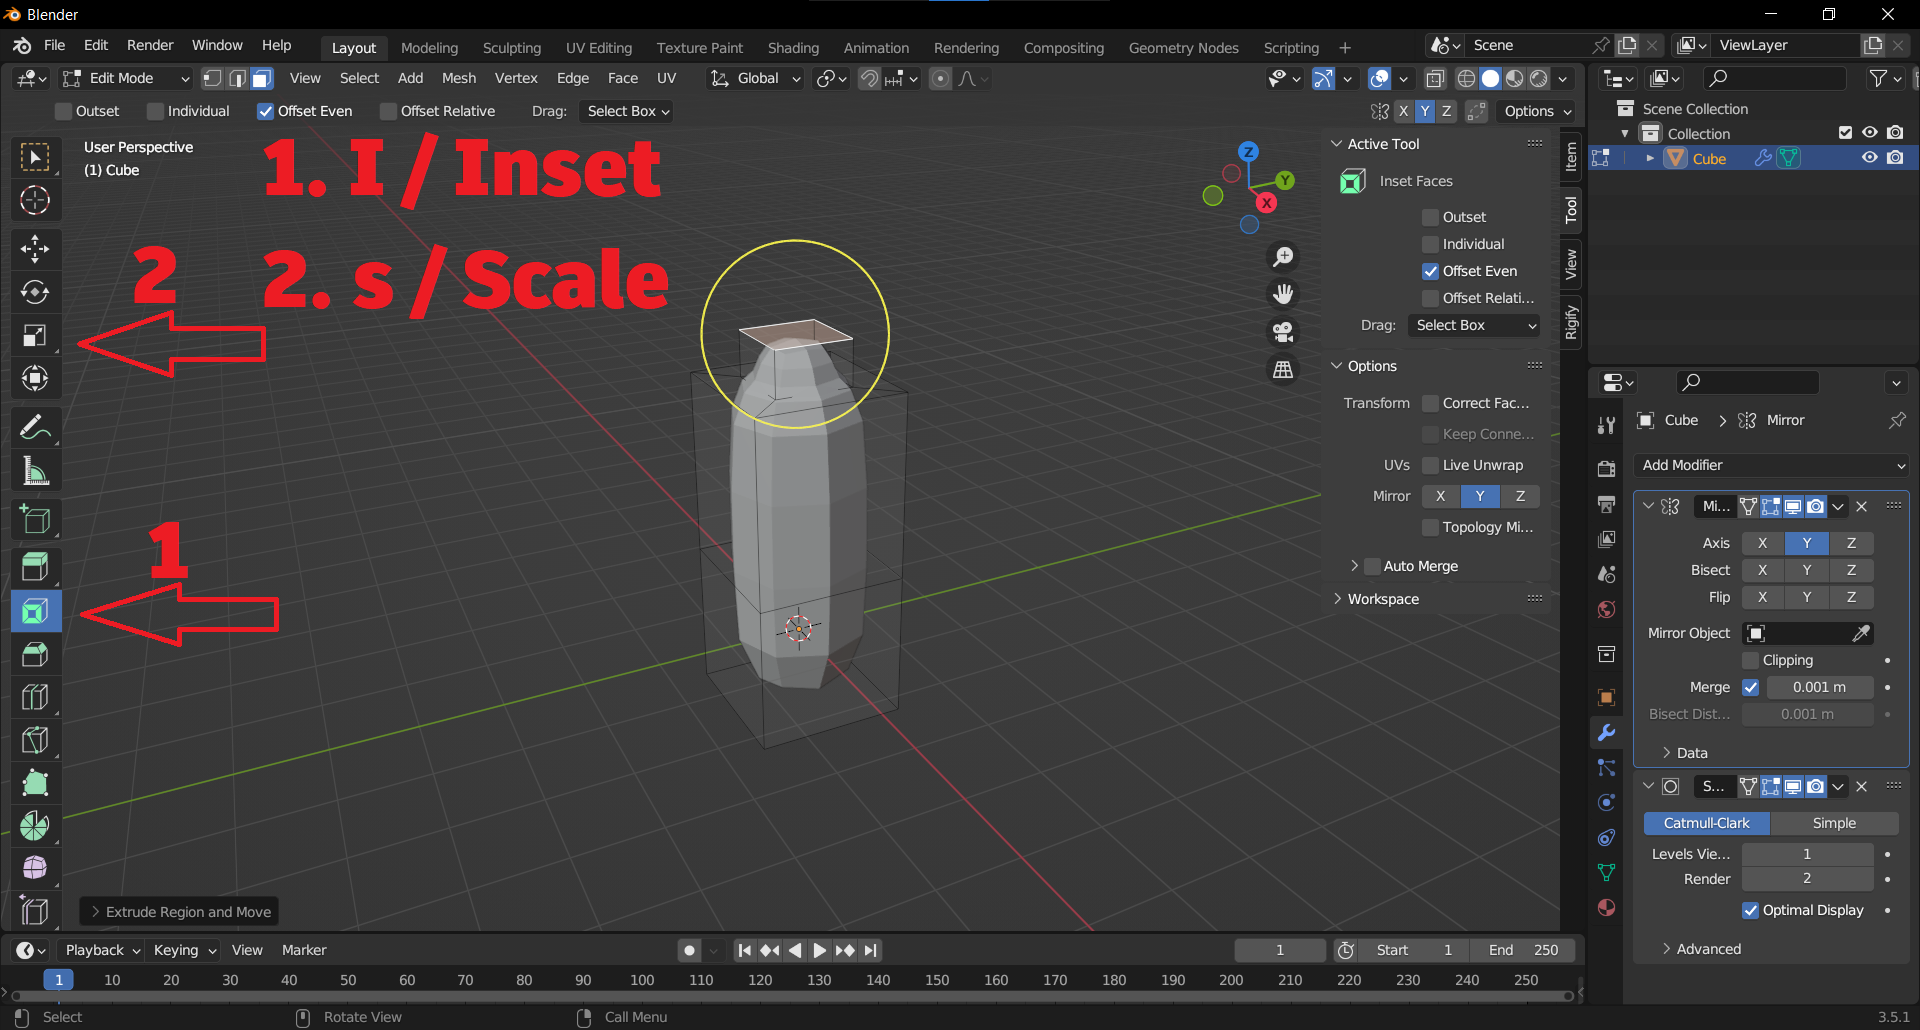 Blender
File Edit Render Window Help
Layout Modeling Sculpting UV Editing Texture Paint Shading Animation Rendering Compositing Geometry Nodes Scripting +
Scene
ViewLayer
Edit Mode
View Select Add Mesh Vertex Edge Face UV
Global
Outset Individual Offset Even Offset Relative Drag: Select Box
X Y Z Options
User Perspective
(1) Cube
1. I / Inset
2. s / Scale
2
1
Z
Y
X
Active Tool
Inset Faces
Outset
Individual
Offset Even
Offset Relati...
Drag: Select Box
Options
Transform Correct Fac...
Keep Conne...
UVs Live Unwrap
Mirror X Y Z
Topology Mi...
Auto Merge
Workspace
Item
Tool
View
Rigify
Scene Collection
Collection
Cube
Cube > Mirror
Add Modifier
Mi...
Axis X Y Z
Bisect X Y Z
Flip X Y Z
Mirror Object
Clipping
Merge 0.001 m
Bisect Dist... 0.001 m
Data
S...
Catmull-Clark Simple
Levels Vie... 1
Render 2
Optimal Display
Advanced
Extrude Region and Move
Playback Keying View Marker
1
Start 1 End 250
1 10 20 30 40 50 60 70 80 90 100 110 120 130 140 150 160 170 180 190 200 210 220 230 240 250
Select Rotate View Call Menu
3.5.1